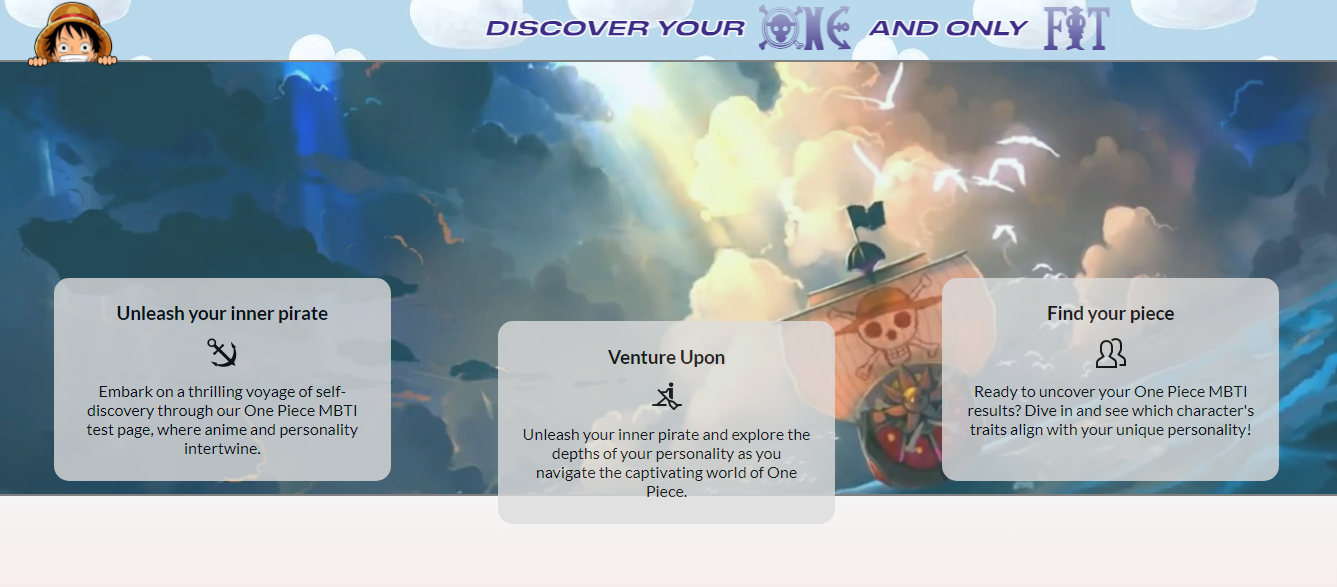 DISCOVER YOUR ONE AND ONLY FIT
Unleash your inner pirate
Embark on a thrilling voyage of self-
discovery through our One Piece MBTI
test page, where anime and personality
intertwine.
Venture Upon
Unleash your inner pirate and explore the
depths of your personality as you
navigate the captivating world of One
Piece.
Find your piece
Ready to uncover your One Piece MBTI
results? Dive in and see which character's
traits align with your unique personality!